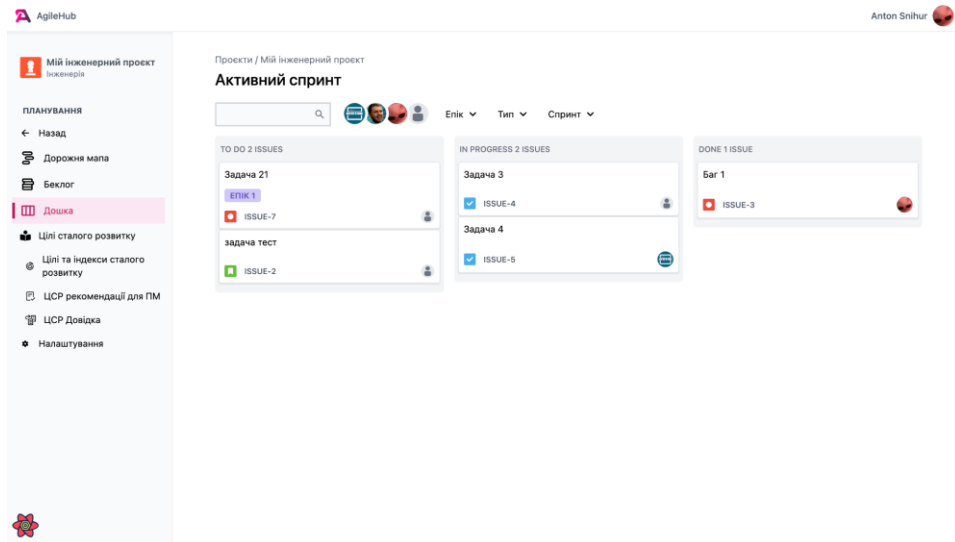 AgileHub
Anton Snihur
Мій інженерний проєкт
Інженерія
ПЛАНУВАННЯ
Назад
Дорожня мапа
Беклог
Дошка
Цілі сталого розвитку
Цілі та індекси сталого
розвитку
ЦСР рекомендації для ПМ
ЦСР Довідка
Налаштування
Проєкти / Мій інженерний проєкт
Активний спринт
Епік
Тип
Спринт
TO DO 2 ISSUES
Задача 21
ЕПІК 1
ISSUE-7
задача тест
ISSUE-2
IN PROGRESS 2 ISSUES
Задача 3
ISSUE-4
Задача 4
ISSUE-5
DONE 1 ISSUE
Баг 1
ISSUE-3